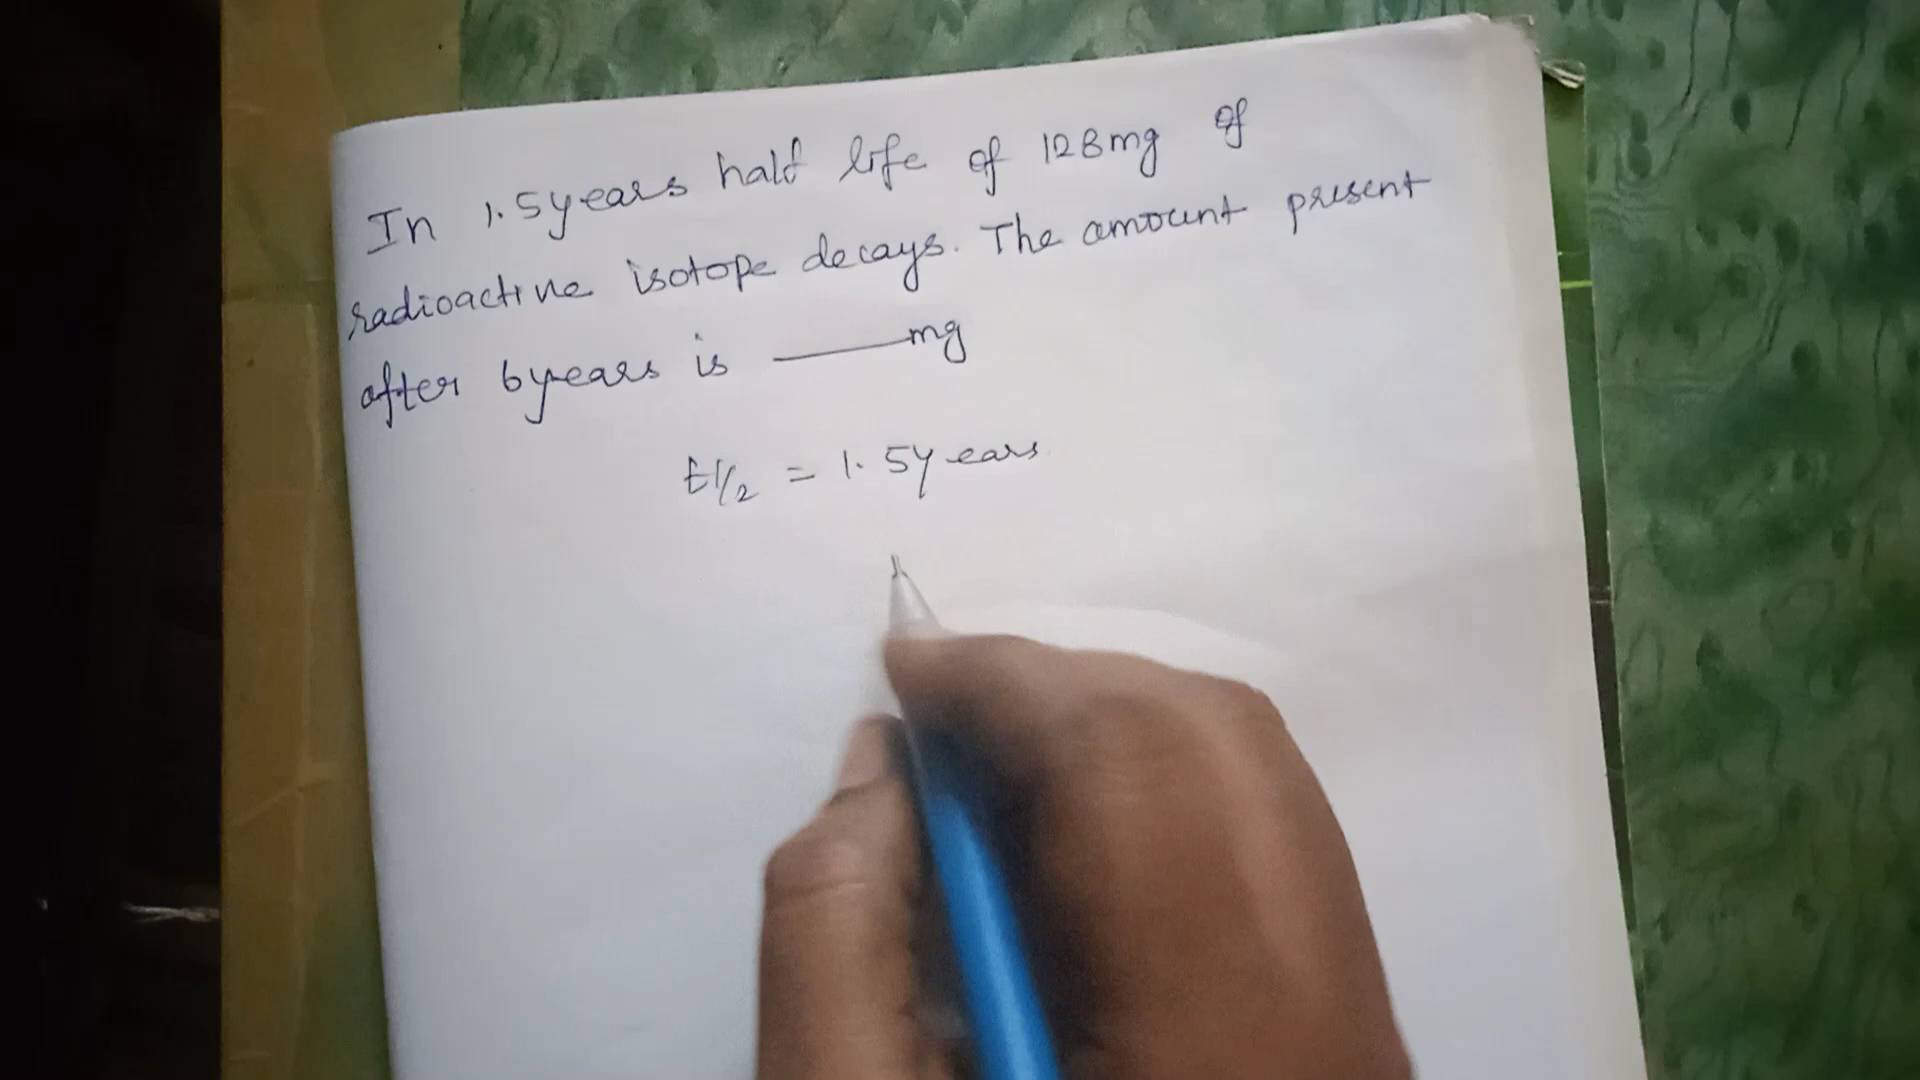 In 1.5years half life of 128mg of
radioactive isotope decays. The amount present
after 6years is ____mg
t1/2 = 1.5years